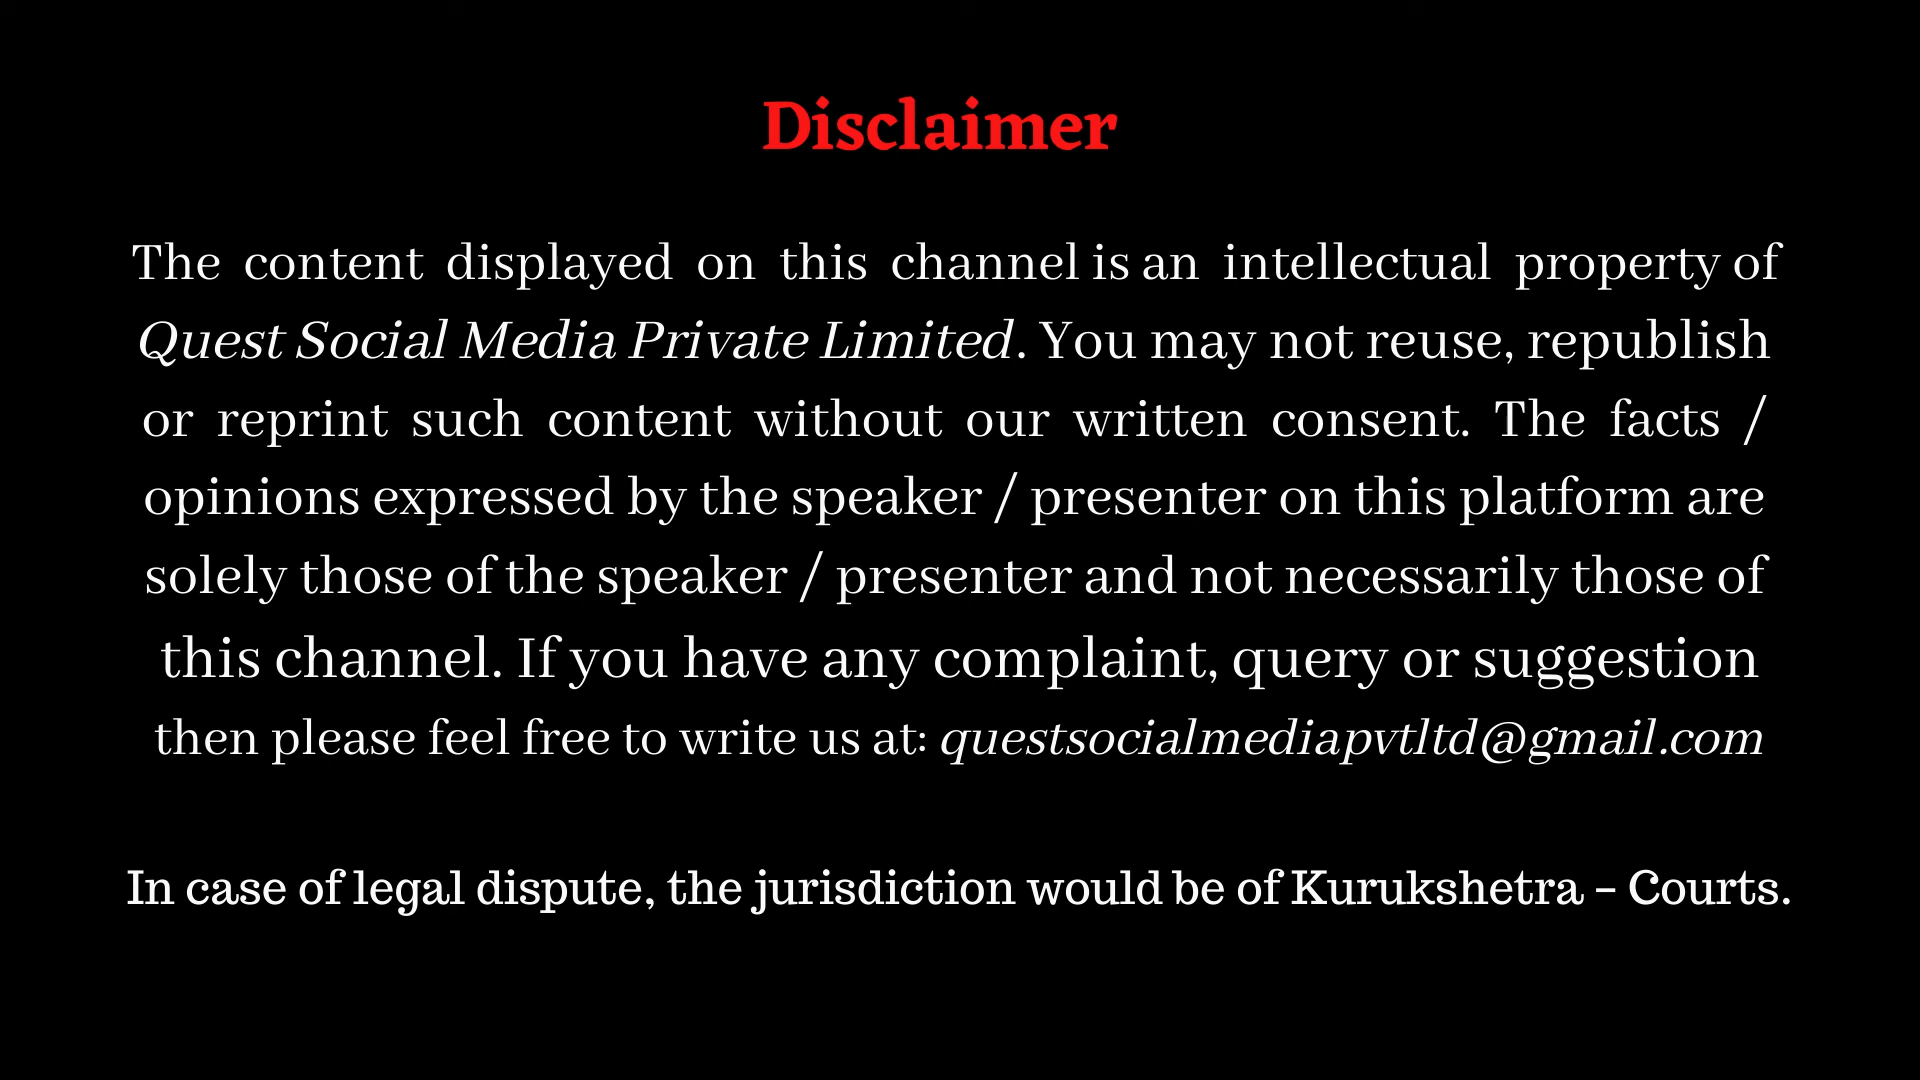 Disclaimer
The content displayed on this channel is an intellectual property of
Quest Social Media Private Limited. You may not reuse, republish
or reprint such content without our written consent. The facts /
opinions expressed by the speaker / presenter on this platform are
solely those of the speaker / presenter and not necessarily those of
this channel. If you have any complaint, query or suggestion
then please feel free to write us at: questsocialmediapvtltd@gmail.com
In case of legal dispute, the jurisdiction would be of Kurukshetra – Courts.